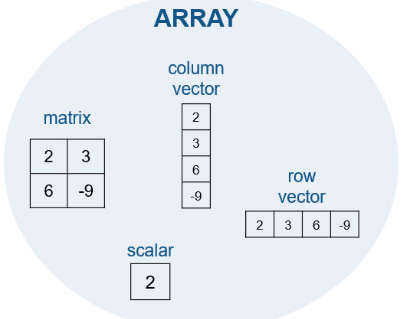 ARRAY
column
vector
2
3
6
-9
matrix
2 3
6 -9
row
vector
2 3 6 -9
scalar
2